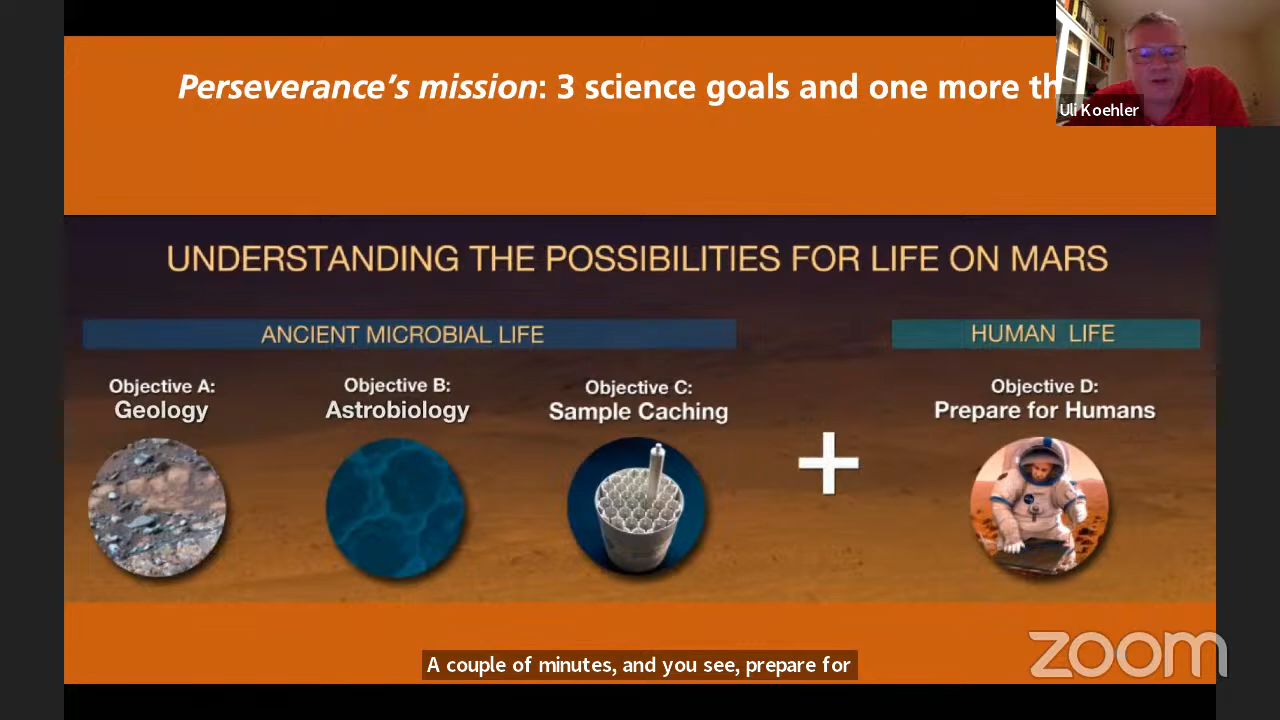 Perseverance's mission: 3 science goals and one more th
Uli Koehler
UNDERSTANDING THE POSSIBILITIES FOR LIFE ON MARS
ANCIENT MICROBIAL LIFE
HUMAN LIFE
Objective A:
Geology
Objective B:
Astrobiology
Objective C:
Sample Caching
Objective D:
Prepare for Humans
A couple of minutes, and you see, prepare for
zoom